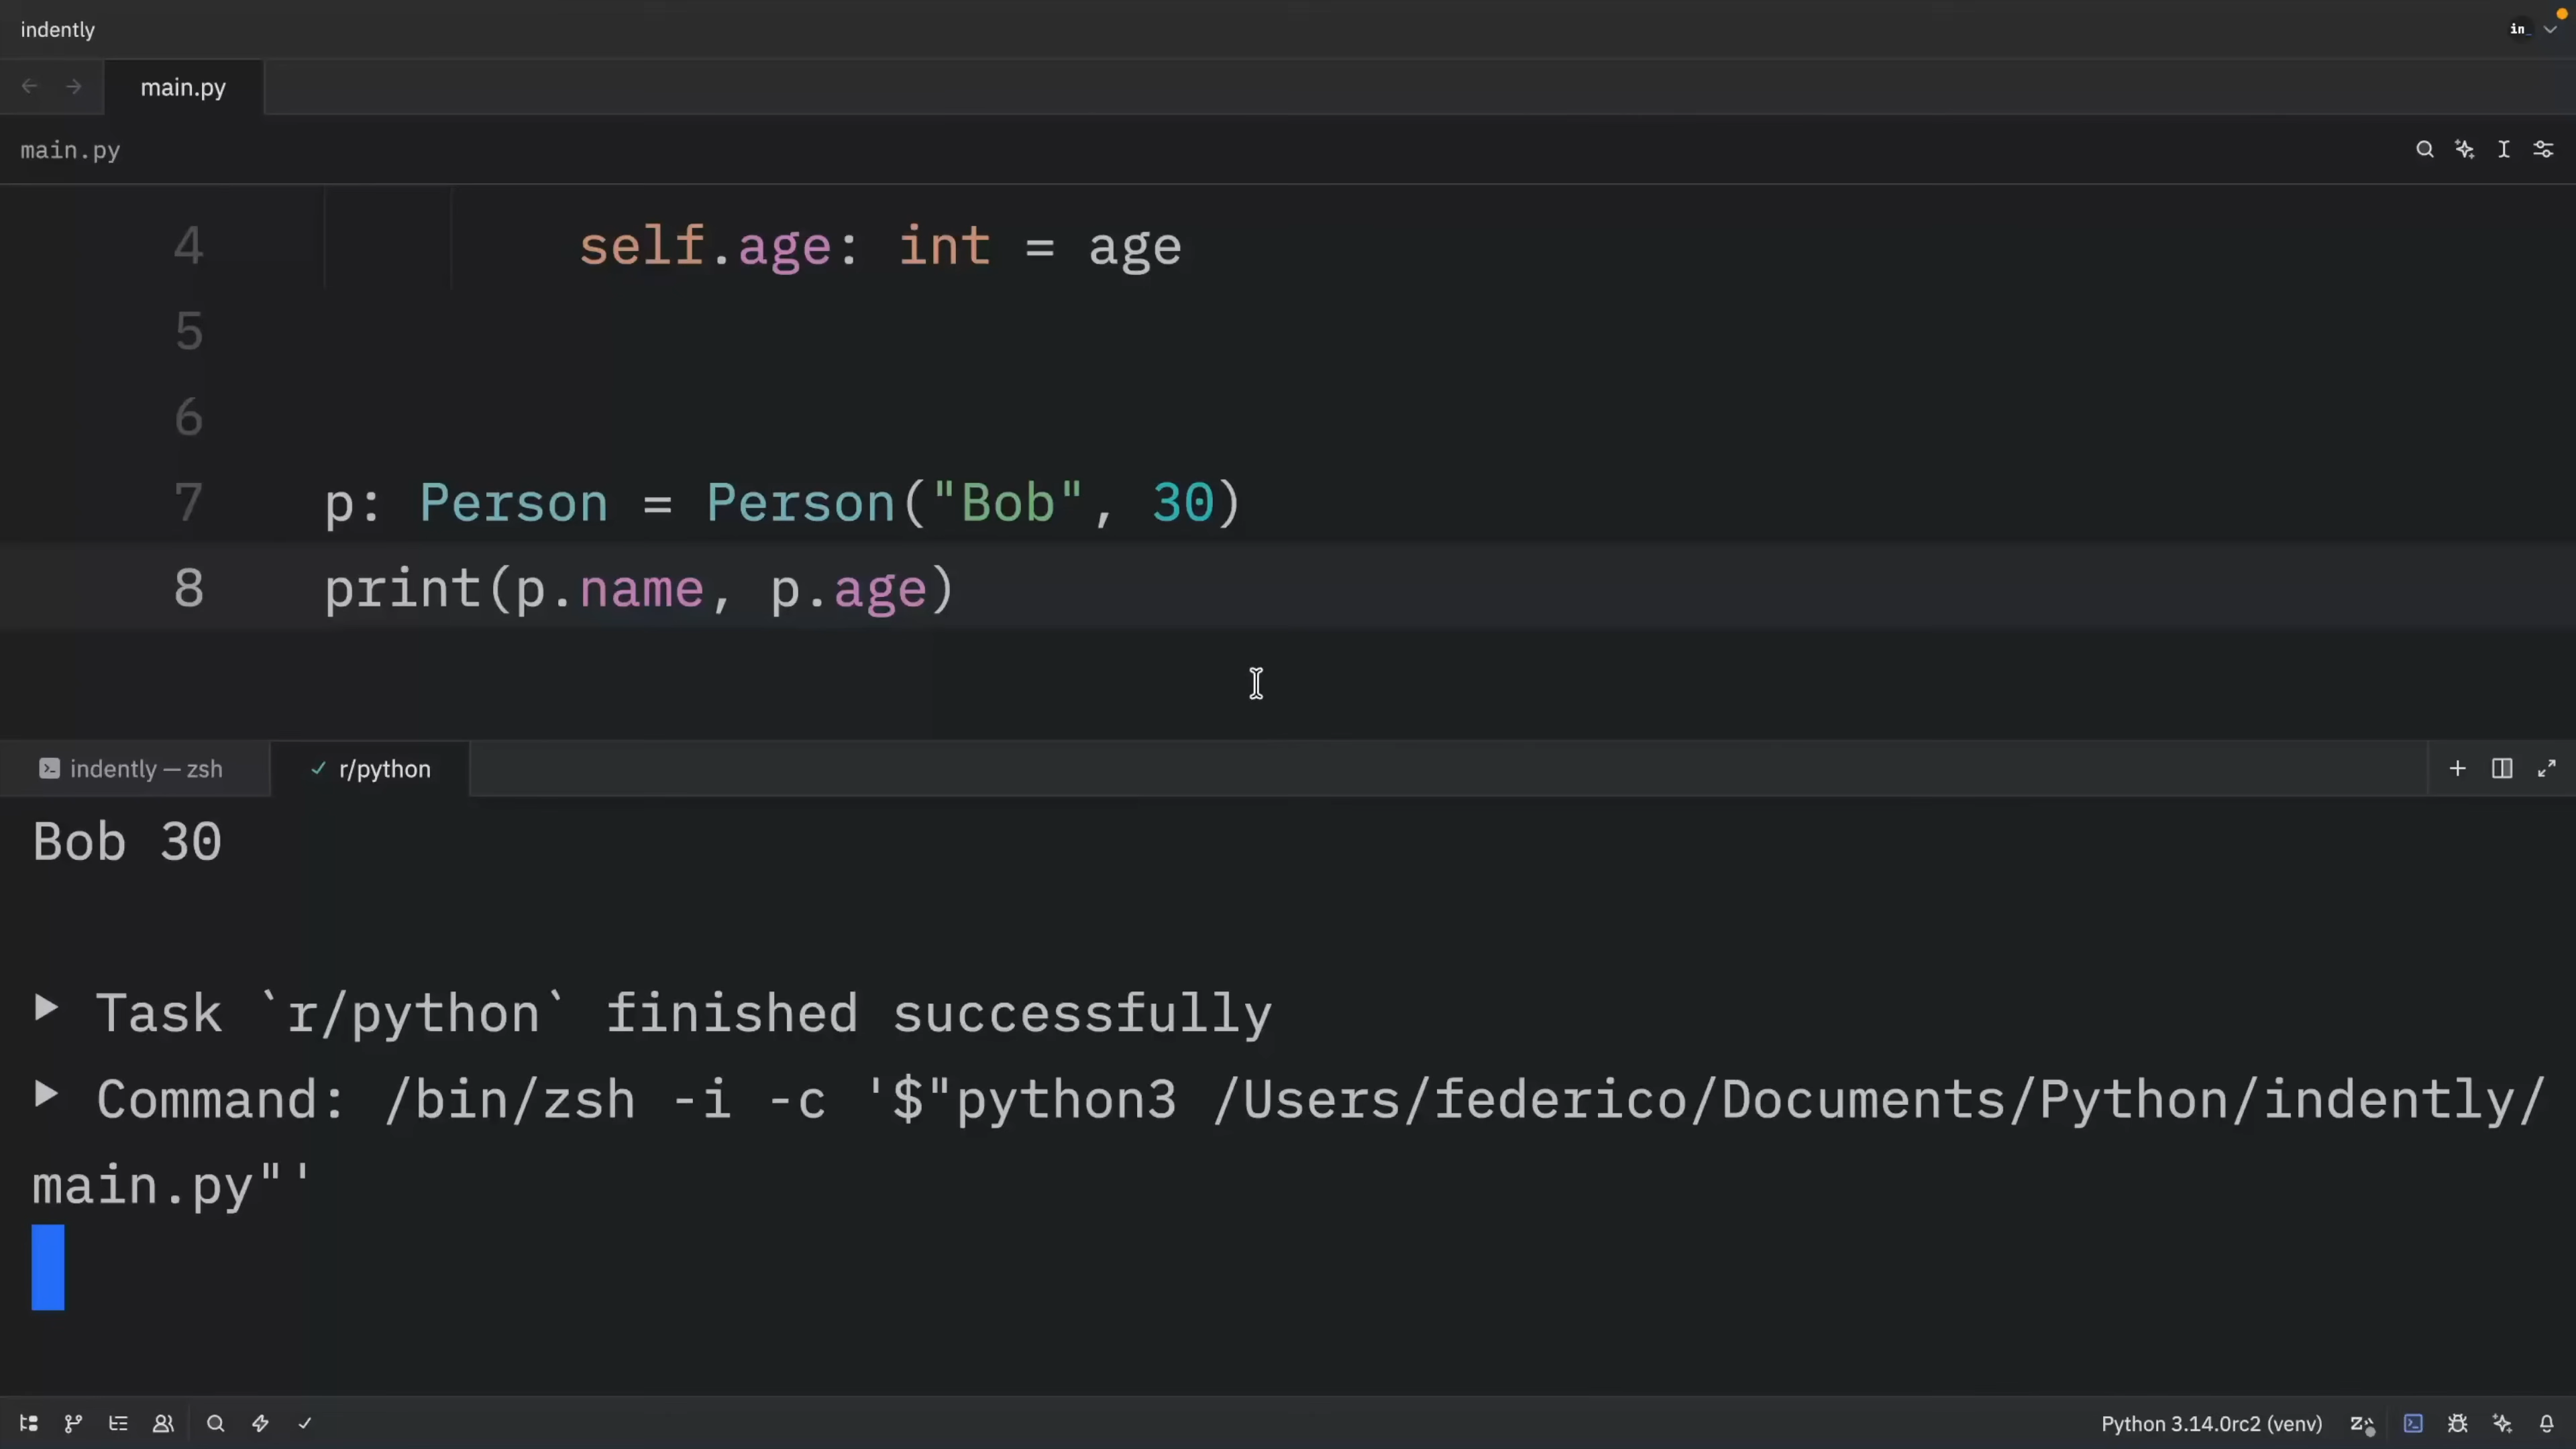 indently
in_
main.py
main.py
4 self.age: int = age
5
6
7 p: Person = Person("Bob", 30)
8 print(p.name, p.age)
indently — zsh
r/python
Bob 30
Task `r/python` finished successfully
Command: /bin/zsh -i -c '$"python3 /Users/federico/Documents/Python/indently/
main.py"'
Python 3.14.0rc2 (venv)